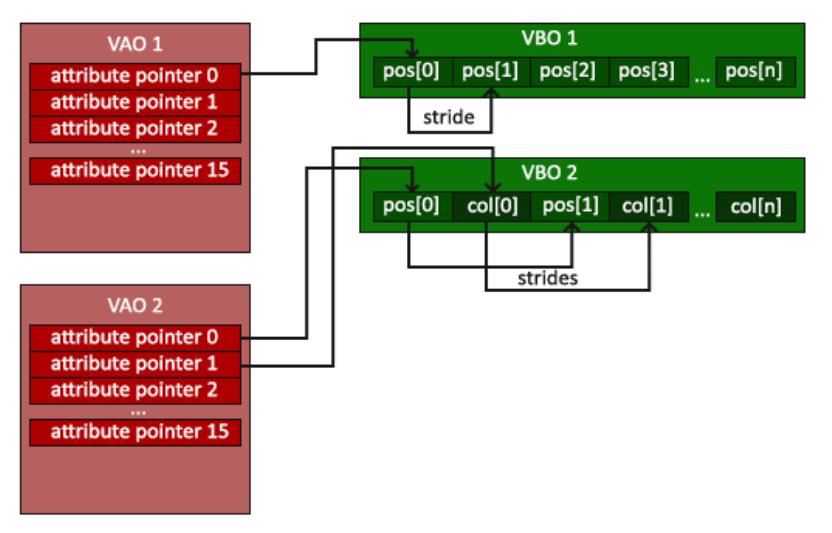 VAO 1
attribute pointer 0
attribute pointer 1
attribute pointer 2
...
attribute pointer 15
VBO 1
pos[0] pos[1] pos[2] pos[3] ... pos[n]
stride
VBO 2
pos[0] col[0] pos[1] col[1] ... col[n]
strides
VAO 2
attribute pointer 0
attribute pointer 1
attribute pointer 2
...
attribute pointer 15